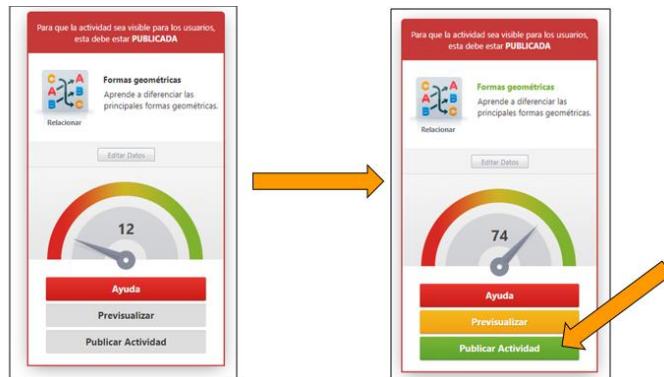 Para que la actividad sea visible para los usuarios,
esta debe estar PUBLICADA
C A
A B
B C
Relacionar
Formas geométricas
Aprende a diferenciar las
principales formas geométricas.
Editar Datos
12
Ayuda
Previsualizar
Publicar Actividad
Para que la actividad sea visible para los usuarios,
esta debe estar PUBLICADA
C A
A B
B C
Relacionar
Formas geométricas
Aprende a diferenciar las
principales formas geométricas.
Editar Datos
74
Ayuda
Previsualizar
Publicar Actividad